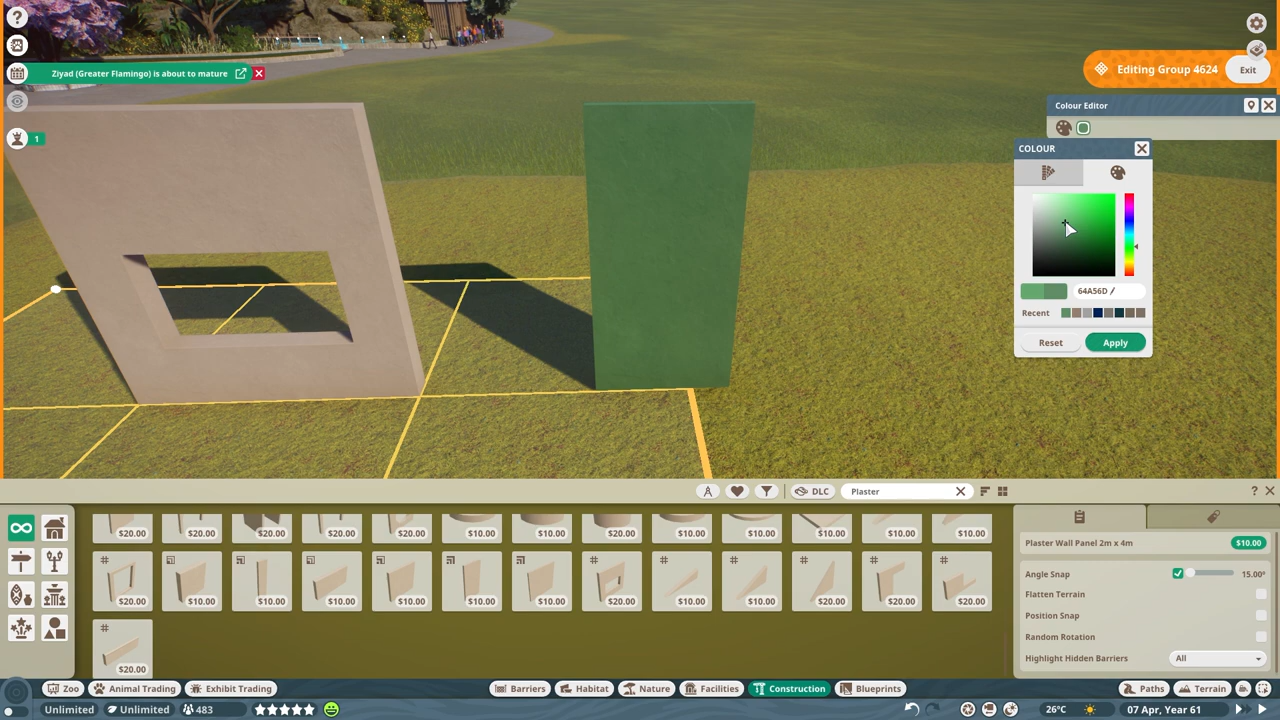 ?
Ziyad (Greater Flamingo) is about to mature
1
Editing Group 4624
Exit
Colour Editor
COLOUR
64A56D
Recent
Reset
Apply
DLC
Plaster
?
$20.00 $20.00 $20.00 $20.00 $20.00 $10.00 $10.00 $20.00 $10.00 $10.00 $20.00 $10.00 $10.00
Plaster Wall Panel 2m x 4m
$10.00
Angle Snap
15.00°
Flatten Terrain
Position Snap
Random Rotation
Highlight Hidden Barriers
All
$20.00 $10.00 $10.00 $10.00 $20.00 $10.00 $10.00 $20.00 $10.00 $10.00 $20.00 $20.00 $20.00
$20.00
Zoo
Animal Trading
Exhibit Trading
Barriers
Habitat
Nature
Facilities
Construction
Blueprints
Paths
Terrain
Unlimited
Unlimited
483
26°C
07 Apr, Year 61